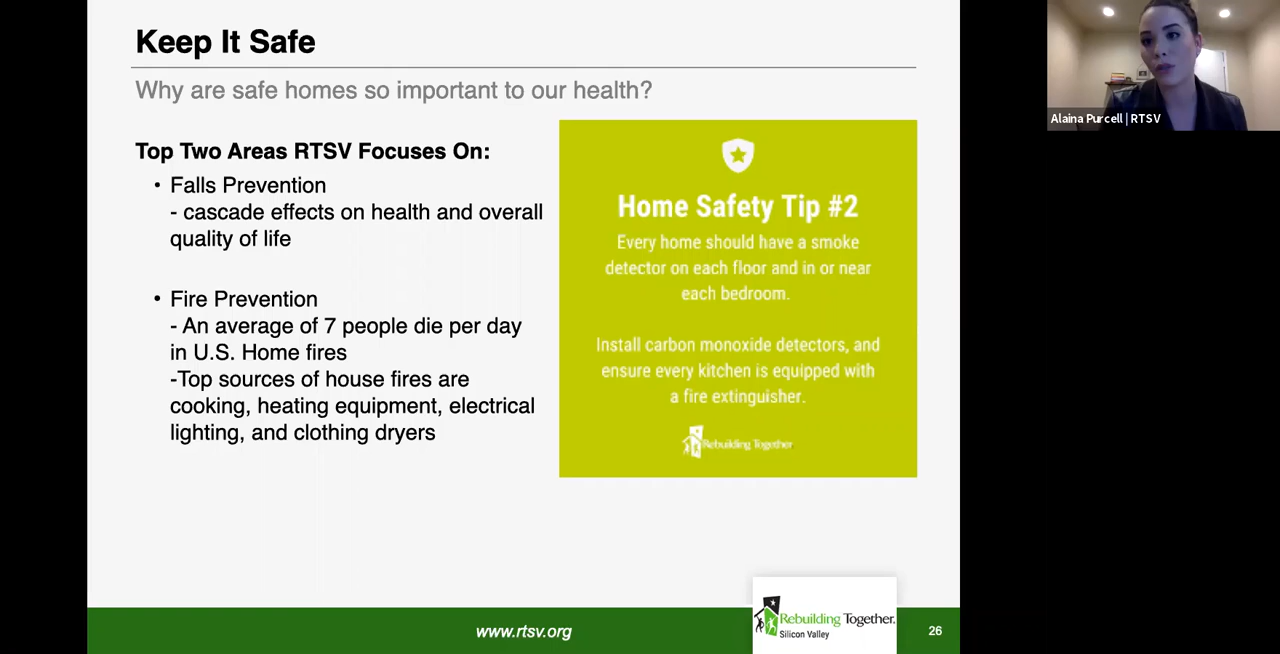 Keep It Safe
Why are safe homes so important to our health?
Top Two Areas RTSV Focuses On:
• Falls Prevention
- cascade effects on health and overall
quality of life
• Fire Prevention
- An average of 7 people die per day
in U.S. Home fires
-Top sources of house fires are
cooking, heating equipment, electrical
lighting, and clothing dryers
Home Safety Tip #2
Every home should have a smoke
detector on each floor and in or near
each bedroom.
Install carbon monoxide detectors, and
ensure every kitchen is equipped with
a fire extinguisher.
Rebuilding Together
www.rtsv.org
Rebuilding Together.
Silicon Valley
26
Alaina Purcell | RTSV